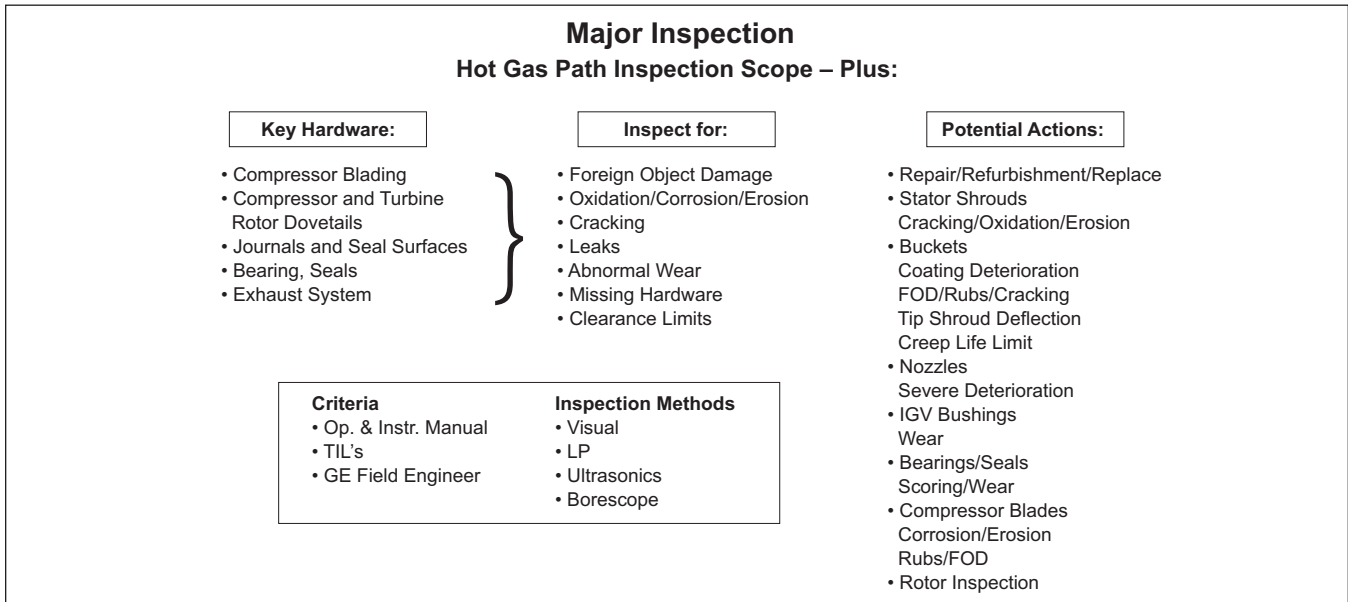 Major Inspection
Hot Gas Path Inspection Scope – Plus:
Key Hardware:
• Compressor Blading
• Compressor and Turbine
Rotor Dovetails
• Journals and Seal Surfaces
• Bearing, Seals
• Exhaust System
Inspect for:
• Foreign Object Damage
• Oxidation/Corrosion/Erosion
• Cracking
• Leaks
• Abnormal Wear
• Missing Hardware
• Clearance Limits
Potential Actions:
• Repair/Refurbishment/Replace
• Stator Shrouds
Cracking/Oxidation/Erosion
• Buckets
Coating Deterioration
FOD/Rubs/Cracking
Tip Shroud Deflection
Creep Life Limit
• Nozzles
Severe Deterioration
• IGV Bushings
Wear
• Bearings/Seals
Scoring/Wear
• Compressor Blades
Corrosion/Erosion
Rubs/FOD
• Rotor Inspection
Criteria
• Op. & Instr. Manual
• TIL's
• GE Field Engineer
Inspection Methods
• Visual
• LP
• Ultrasonics
• Borescope